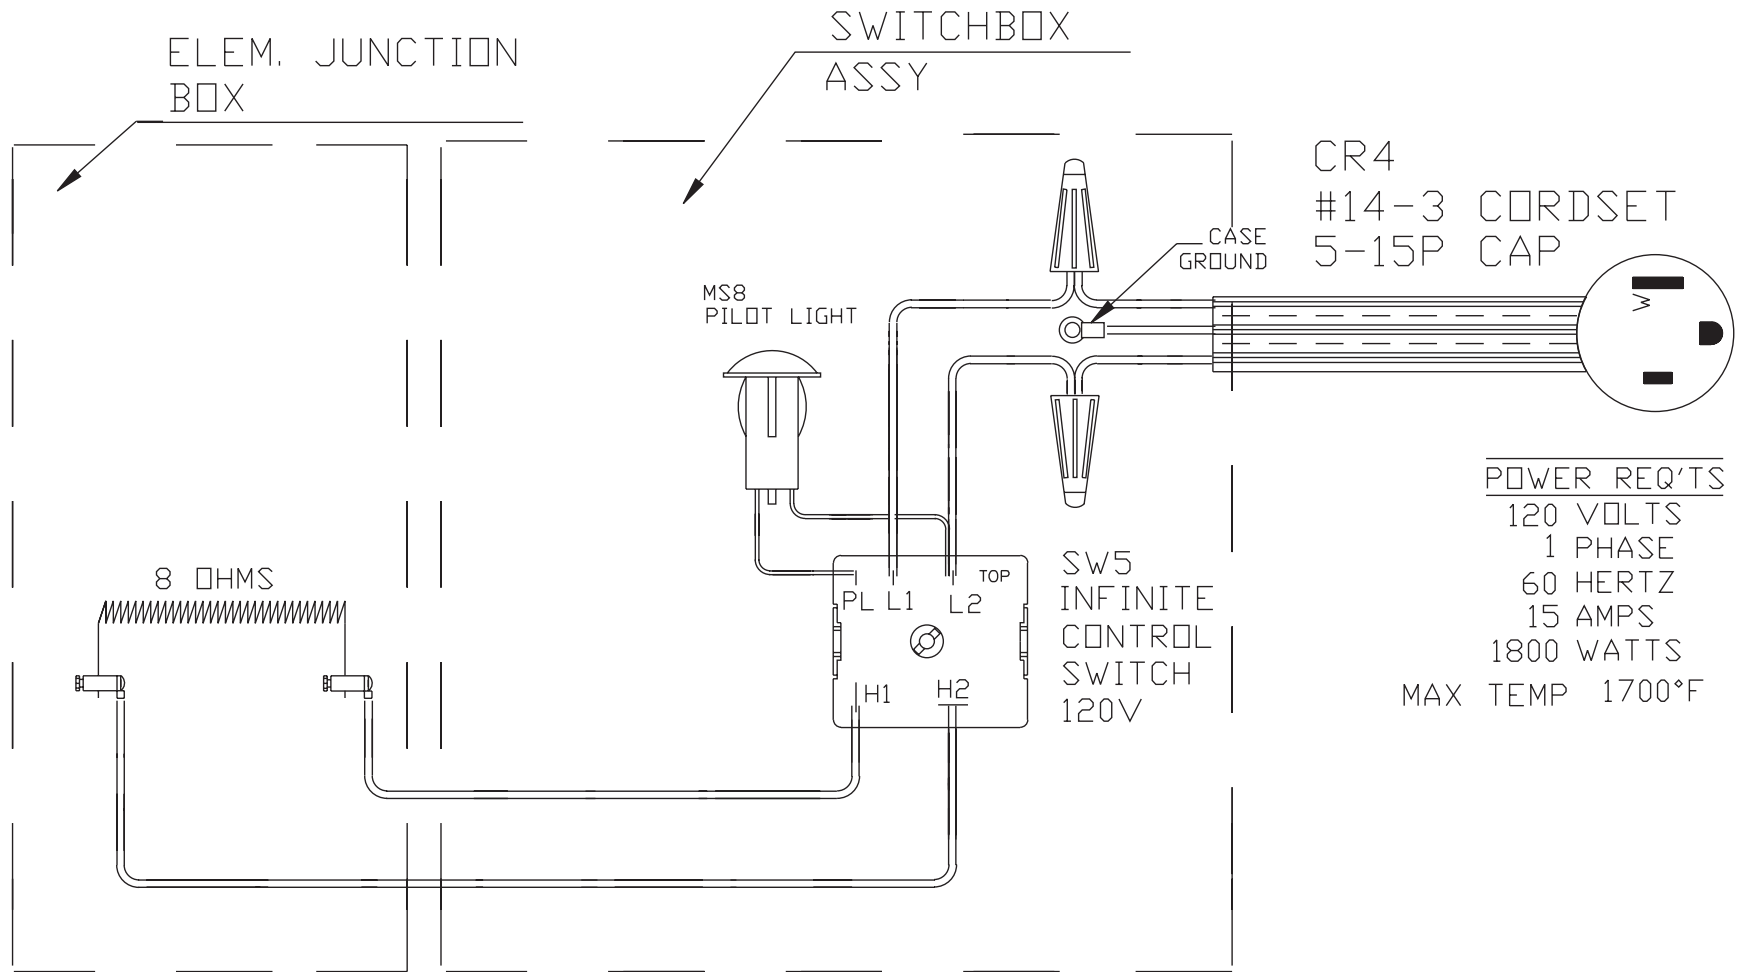 ELEM. JUNCTION
BOX
SWITCHBOX
ASSY
CR4
#14-3 CORDSET
5-15P CAP
CASE
GROUND
W
MS8
PILOT LIGHT
POWER REQ'TS
120 VOLTS
1 PHASE
60 HERTZ
15 AMPS
1800 WATTS
MAX TEMP 1700°F
8 OHMS
TOP
PL L1 L2
H1 H2
SW5
INFINITE
CONTROL
SWITCH
120V